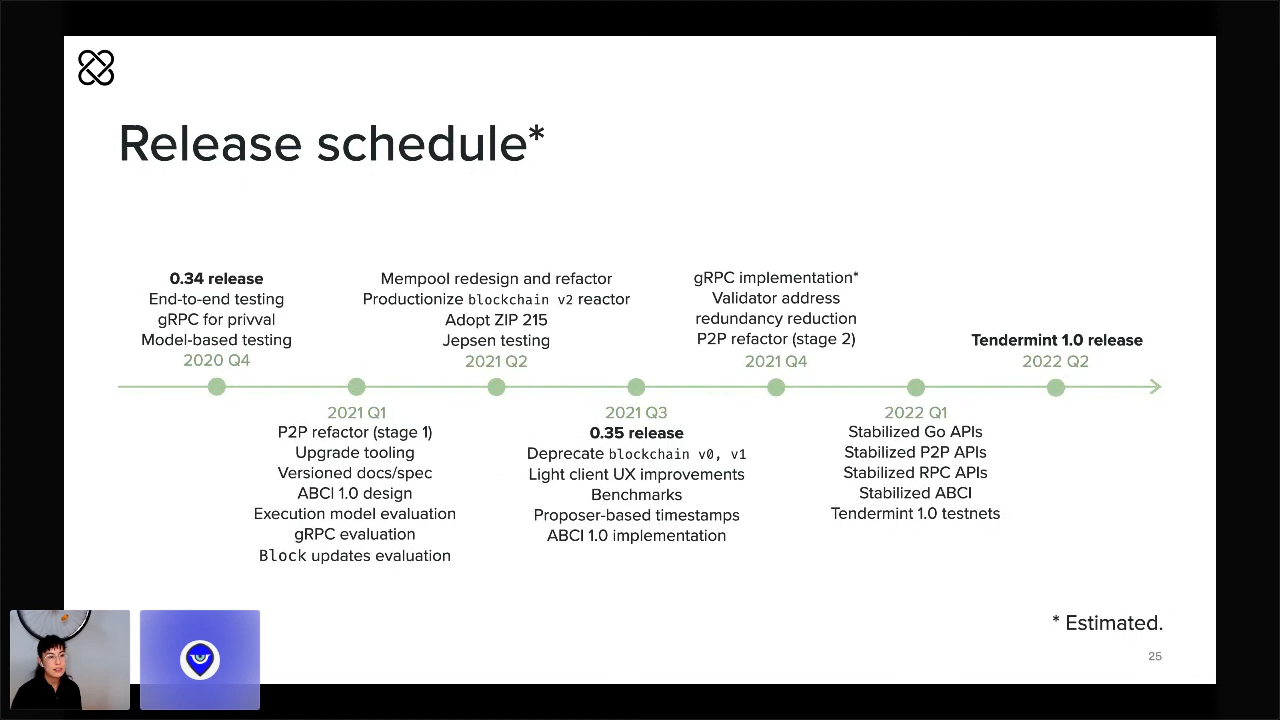 Release schedule*
0.34 release
End-to-end testing
gRPC for privval
Model-based testing
2020 Q4
2021 Q1
P2P refactor (stage 1)
Upgrade tooling
Versioned docs/spec
ABCI 1.0 design
Execution model evaluation
gRPC evaluation
Block updates evaluation
Mempool redesign and refactor
Productionize blockchain v2 reactor
Adopt ZIP 215
Jepsen testing
2021 Q2
2021 Q3
0.35 release
Deprecate blockchain v0, v1
Light client UX improvements
Benchmarks
Proposer-based timestamps
ABCI 1.0 implementation
gRPC implementation*
Validator address
redundancy reduction
P2P refactor (stage 2)
2021 Q4
2022 Q1
Stabilized Go APIs
Stabilized P2P APIs
Stabilized RPC APIs
Stabilized ABCI
Tendermint 1.0 testnets
Tendermint 1.0 release
2022 Q2
* Estimated.
25